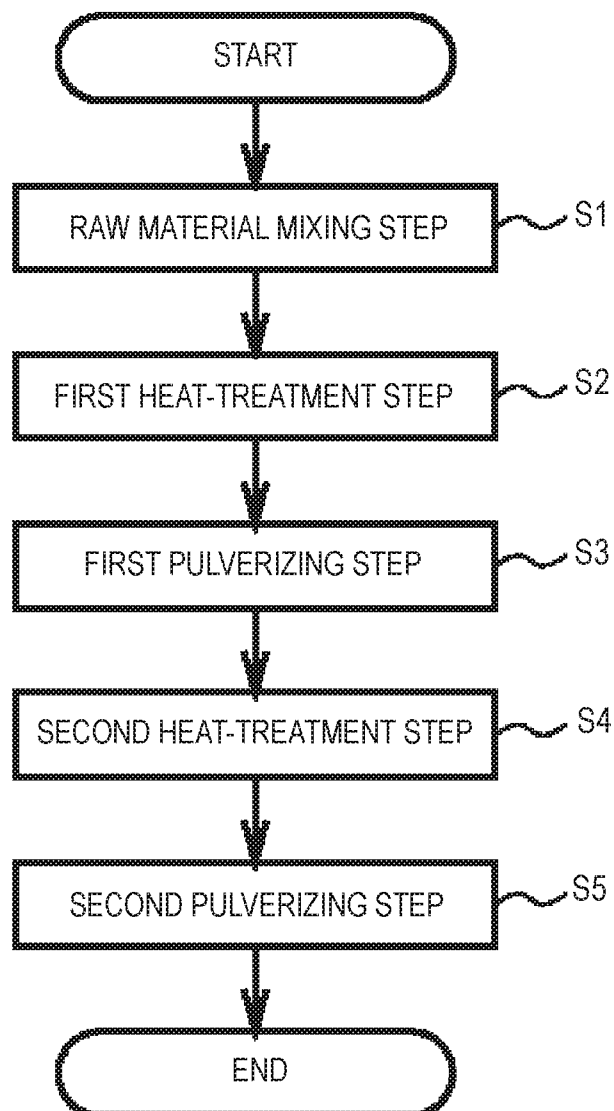 START
RAW MATERIAL MIXING STEP
S1
FIRST HEAT-TREATMENT STEP
S2
FIRST PULVERIZING STEP
S3
SECOND HEAT-TREATMENT STEP
S4
SECOND PULVERIZING STEP
S5
END